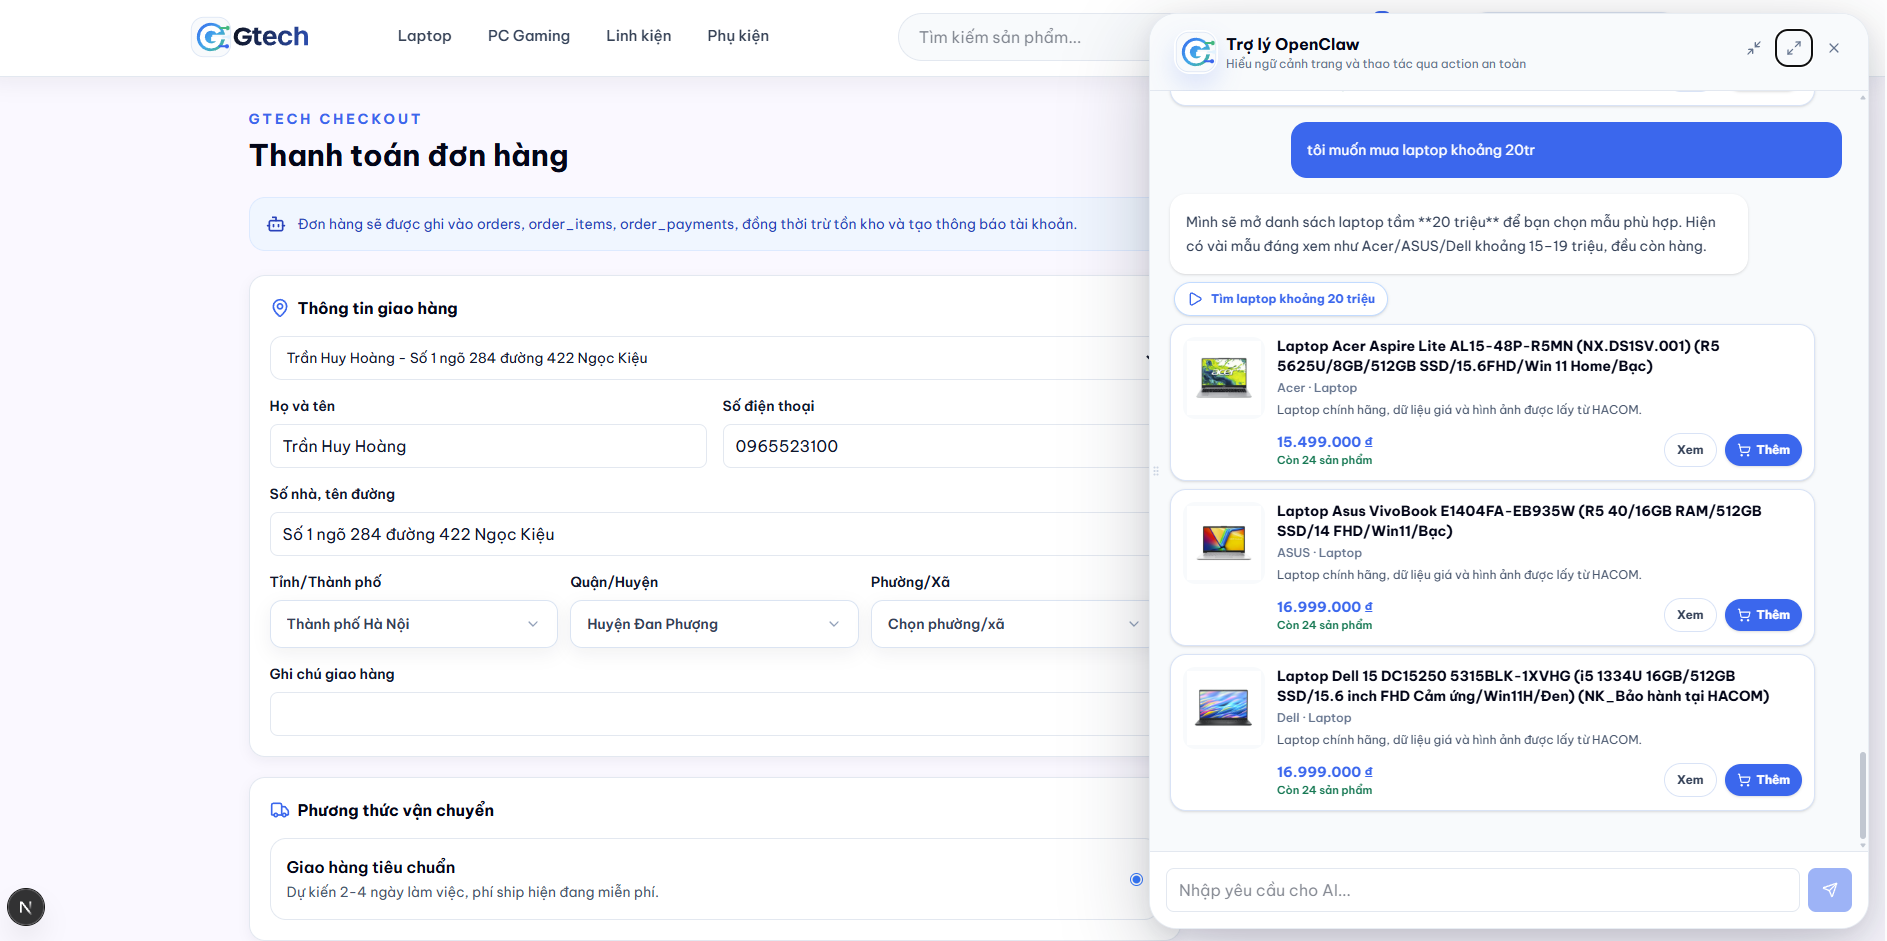 Gtech
Laptop
PC Gaming
Linh kiện
Phụ kiện
Tìm kiếm sản phẩm...
GTECH CHECKOUT
Thanh toán đơn hàng
Đơn hàng sẽ được ghi vào orders, order_items, order_payments, đồng thời trừ tồn kho và tạo thông báo tài khoản.
Thông tin giao hàng
Trần Huy Hoàng - Số 1 ngõ 284 đường 422 Ngọc Kiệu
Họ và tên
Số điện thoại
Trần Huy Hoàng
0965523100
Số nhà, tên đường
Số 1 ngõ 284 đường 422 Ngọc Kiệu
Tỉnh/Thành phố
Quận/Huyện
Phường/Xã
Thành phố Hà Nội
Huyện Đan Phượng
Chọn phường/xã
Ghi chú giao hàng
Phương thức vận chuyển
Giao hàng tiêu chuẩn
Dự kiến 2-4 ngày làm việc, phí ship hiện đang miễn phí.
N
Trợ lý OpenClaw
Hiểu ngữ cảnh trang và thao tác qua action an toàn
tôi muốn mua laptop khoảng 20tr
Mình sẽ mở danh sách laptop tầm **20 triệu** để bạn chọn mẫu phù hợp. Hiện
có vài mẫu đáng xem như Acer/ASUS/Dell khoảng 15–19 triệu, đều còn hàng.
Tìm laptop khoảng 20 triệu
Laptop Acer Aspire Lite AL15-48P-R5MN (NX.DS1SV.001) (R5
5625U/8GB/512GB SSD/15.6FHD/Win 11 Home/Bạc)
Acer · Laptop
Laptop chính hãng, dữ liệu giá và hình ảnh được lấy từ HACOM.
15.499.000 ₫
Còn 24 sản phẩm
Xem
Thêm
Laptop Asus VivoBook E1404FA-EB935W (R5 40/16GB RAM/512GB
SSD/14 FHD/Win11/Bạc)
ASUS · Laptop
Laptop chính hãng, dữ liệu giá và hình ảnh được lấy từ HACOM.
16.999.000 ₫
Còn 24 sản phẩm
Xem
Thêm
Laptop Dell 15 DC15250 5315BLK-1XVHG (i5 1334U 16GB/512GB
SSD/15.6 inch FHD Cảm ứng/Win11H/Đen) (NK_Bảo hành tại HACOM)
Dell · Laptop
Laptop chính hãng, dữ liệu giá và hình ảnh được lấy từ HACOM.
16.999.000 ₫
Còn 24 sản phẩm
Xem
Thêm
Nhập yêu cầu cho AI...